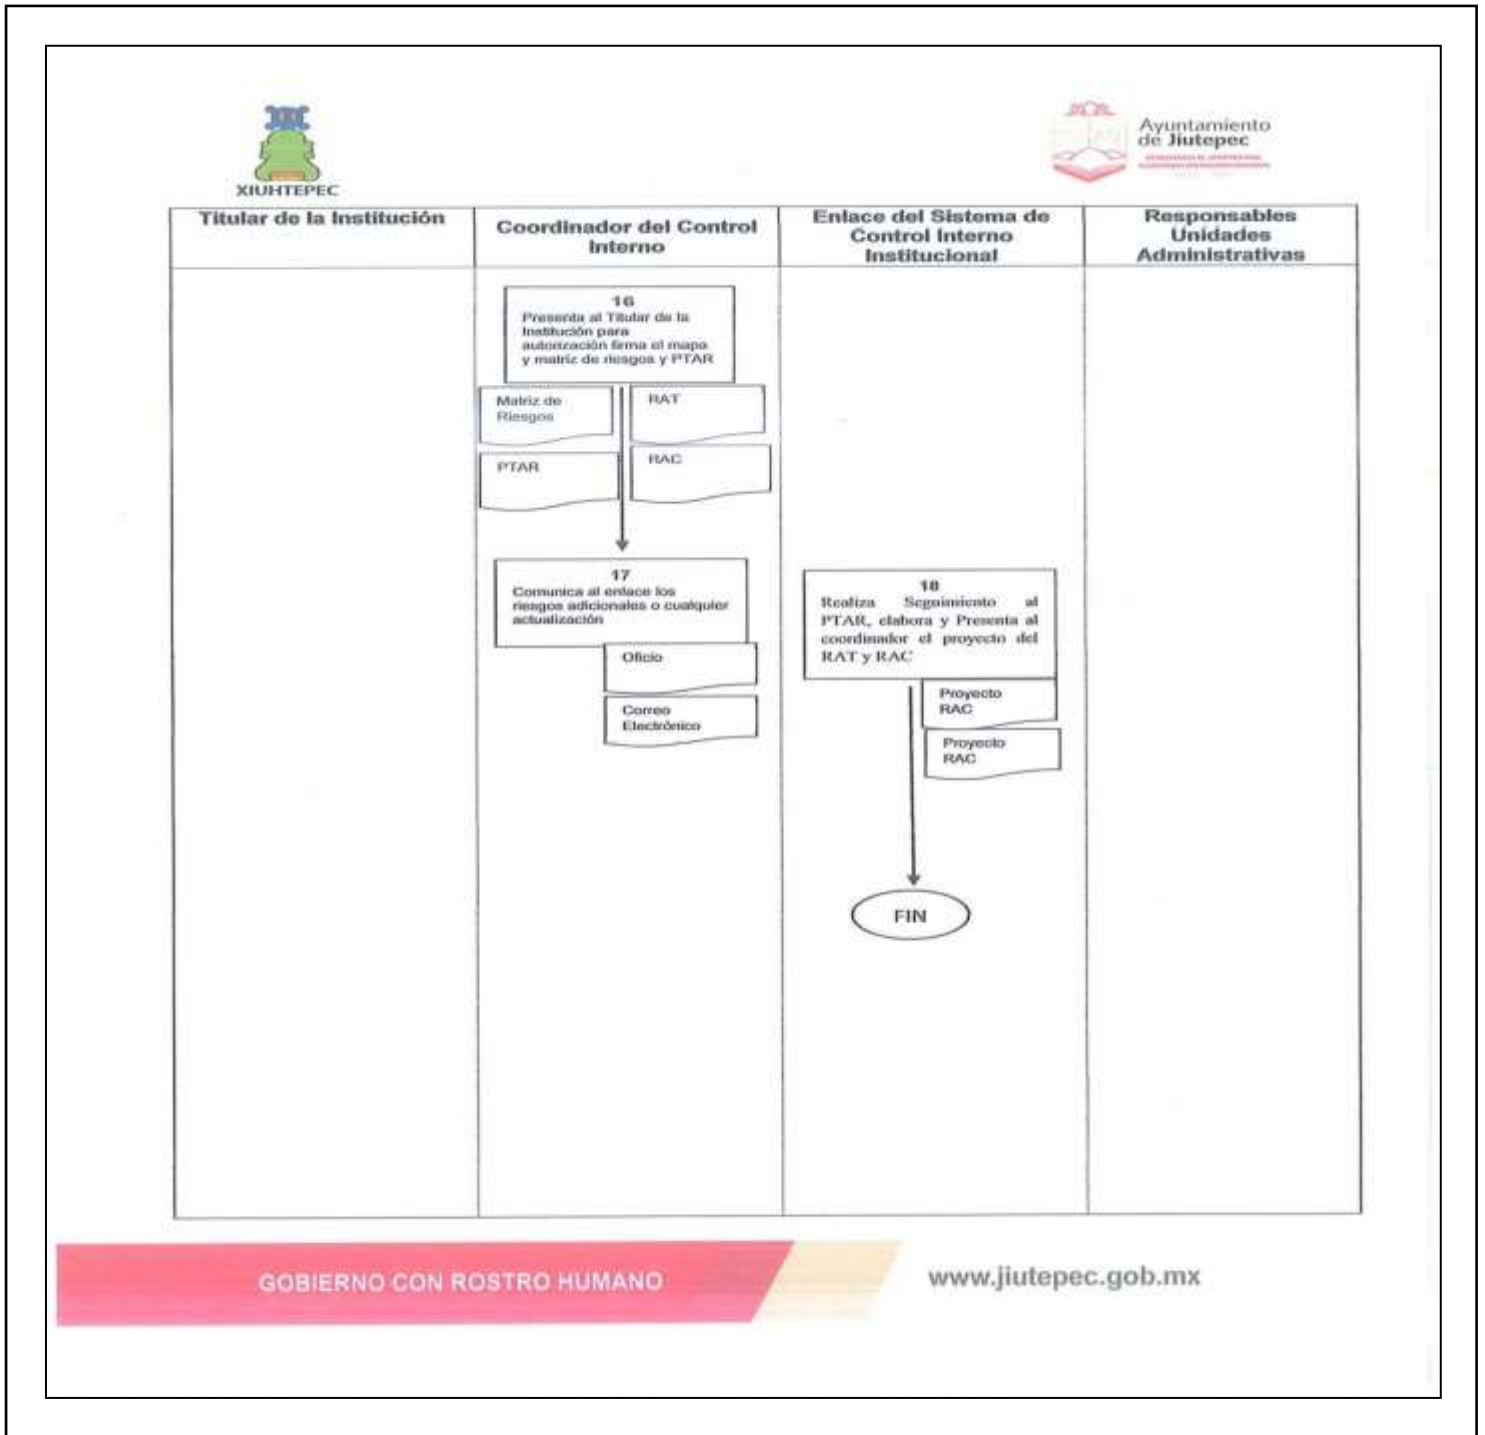 XIUHTEPEC
Ayuntamiento
de Jiutepec
Titular de la Institución
Coordinador del Control
Interno
Enlace del Sistema de
Control Interno
Institucional
Responsables
Unidades
Administrativas
16
Presenta al Titular de la
Institución para
autorización firma el mapa
y matriz de riesgos y PTAR
Matriz de
Riesgos
RAT
PTAR
RAC
17
Comunica al enlace los
riesgos adicionales o cualquier
actualización
Oficio
Correo
Electrónico
18
Realiza Seguimiento al
PTAR, elabora y Presenta al
coordinador el proyecto del
RAT y RAC
Proyecto
RAC
Proyecto
RAC
FIN
GOBIERNO CON ROSTRO HUMANO
www.jiutepec.gob.mx